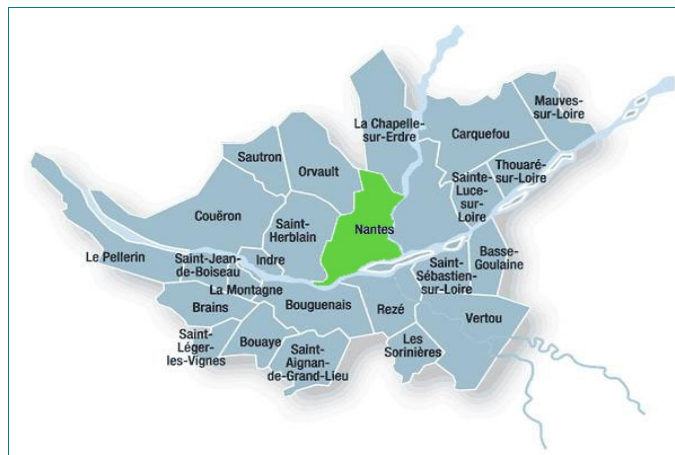 Mauves-
sur-Loire
La Chapelle-
sur-Erdre
Carquefou
Sautron
Orvault
Thouaré-
sur-Loire
Sainte-
Luce-
sur-
Loire
Couëron
Saint-
Herblain
Nantes
Le Pellerin
Saint-Jean-
de-Boiseau
Indre
Saint-
Sébastien-
sur-Loire
Basse-
Goulaine
La Montagne
Brains
Bouguenais
Rezé
Vertou
Saint-
Léger-
les-Vignes
Bouaye
Saint-
Aignan-
de-Grand-Lieu
Les
Sorinières